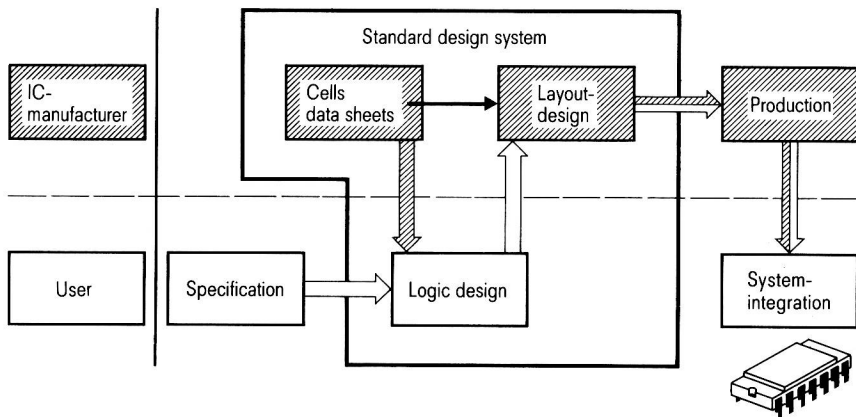 Standard design system
IC-
manufacturer
Cells
data sheets
Layout-
design
Production
User
Specification
Logic design
System-
integration